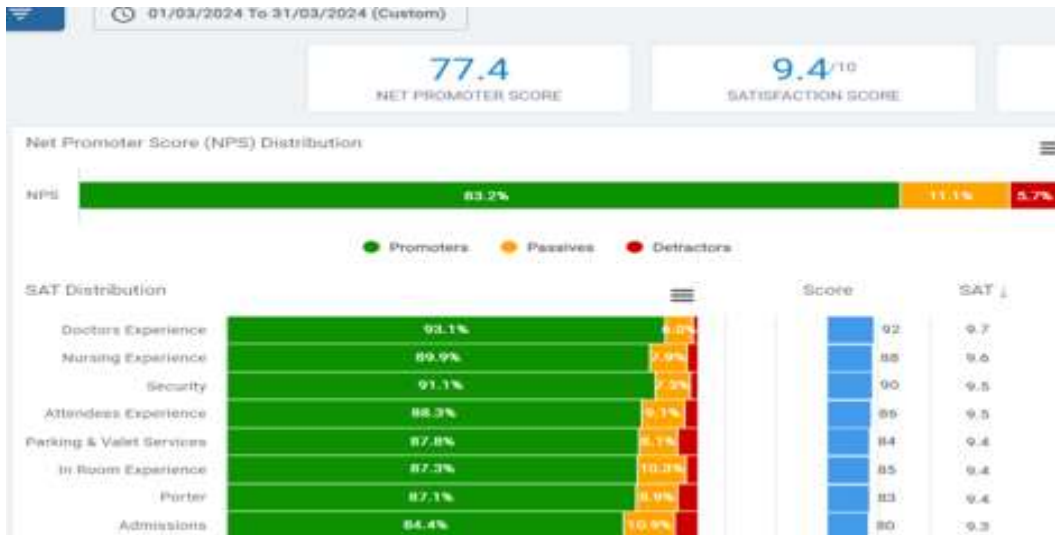 01/03/2024 To 31/03/2024 (Custom)
77.4
NET PROMOTER SCORE
9.4/10
SATISFACTION SCORE
Net Promoter Score (NPS) Distribution
NPS 83.2% 11.1% 5.7%
Promoters Passives Detractors
SAT Distribution Score SAT ↓
Doctors Experience 93.1% 92 9.7
Nursing Experience 89.9% 7.9% 88 9.6
Security 91.1% 90 9.5
Attendees Experience 88.3% 9.1% 86 9.5
Parking & Valet Services 87.8% 84 9.4
In Room Experience 87.3% 10.3% 85 9.4
Porter 87.1% 83 9.4
Admissions 84.4% 10.9% 80 9.3